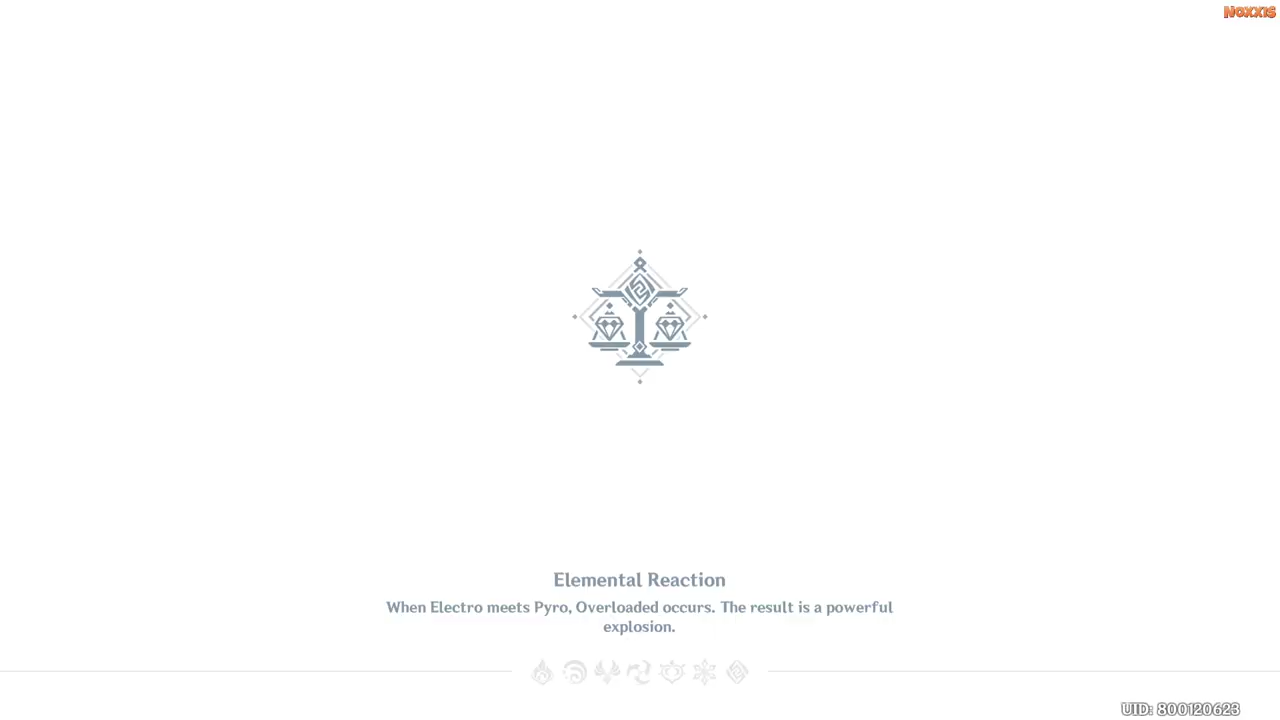 NOXXIS
Elemental Reaction
When Electro meets Pyro, Overloaded occurs. The result is a powerful
explosion.
UID: 800120623